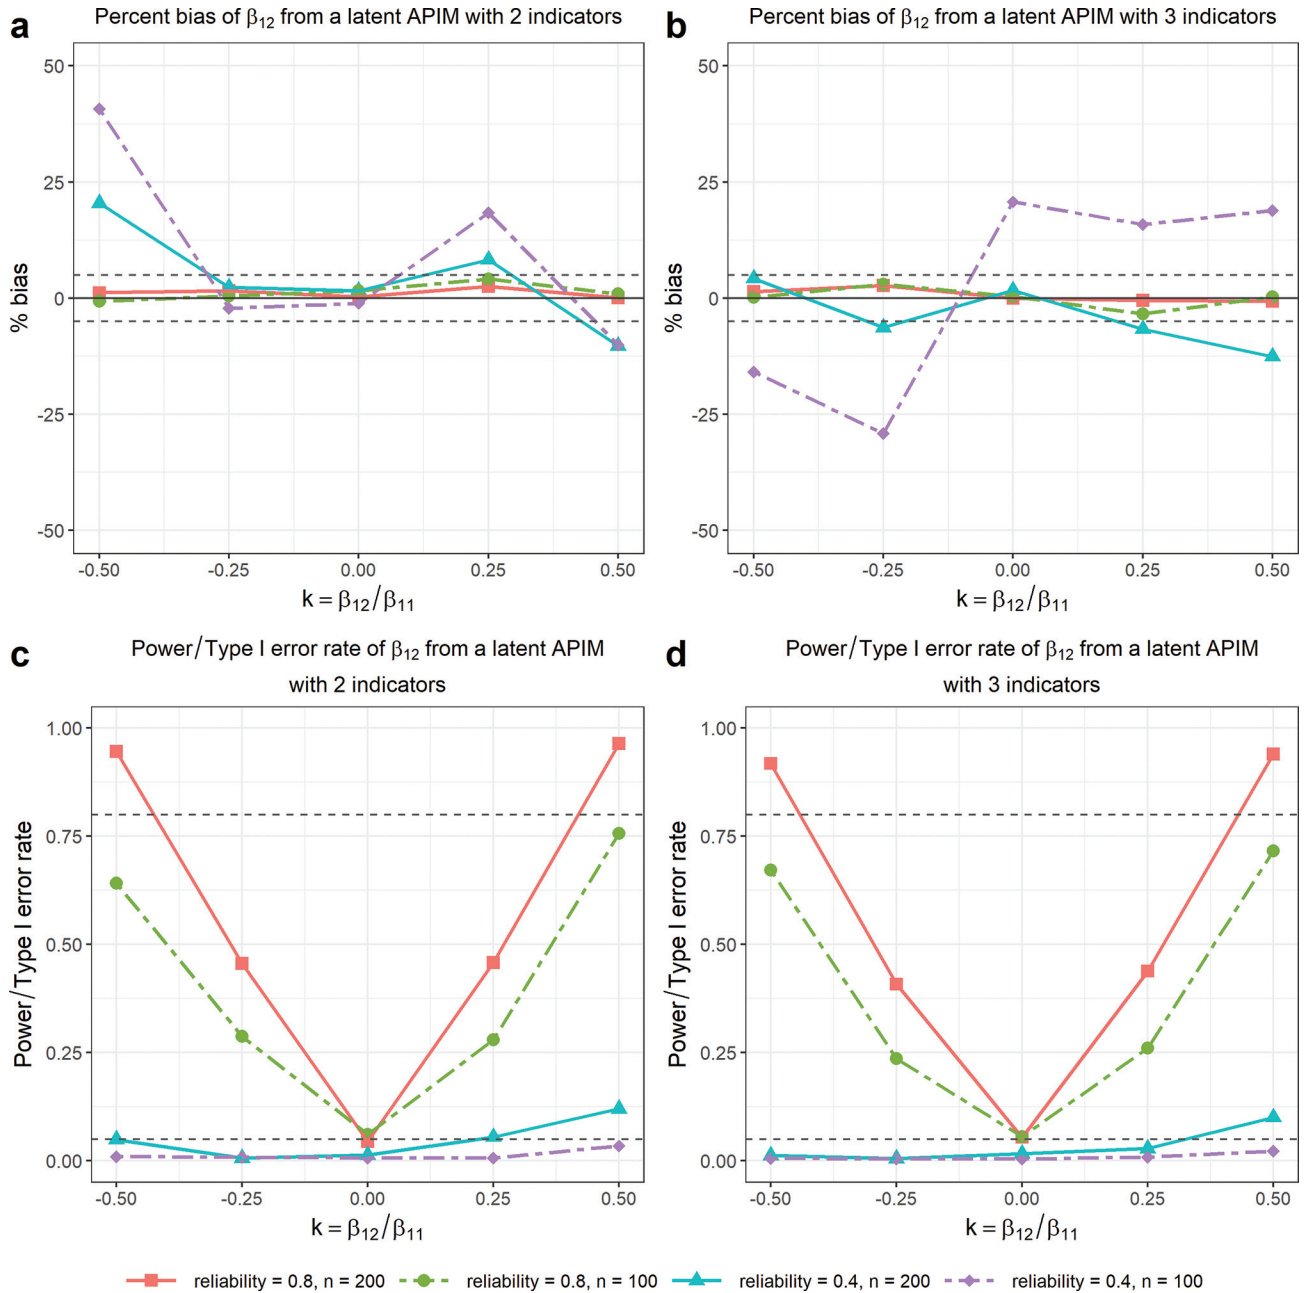 a
Percent bias of β12 from a latent APIM with 2 indicators
50
25
0
-25
-50
% bias
-0.50 -0.25 0.00 0.25 0.50
k = β12/β11
b
Percent bias of β12 from a latent APIM with 3 indicators
50
25
0
-25
-50
% bias
-0.50 -0.25 0.00 0.25 0.50
k = β12/β11
c
Power/Type I error rate of β12 from a latent APIM
with 2 indicators
1.00
0.75
0.50
0.25
0.00
Power/Type I error rate
-0.50 -0.25 0.00 0.25 0.50
k = β12/β11
d
Power/Type I error rate of β12 from a latent APIM
with 3 indicators
1.00
0.75
0.50
0.25
0.00
Power/Type I error rate
-0.50 -0.25 0.00 0.25 0.50
k = β12/β11
reliability = 0.8, n = 200 reliability = 0.8, n = 100 reliability = 0.4, n = 200 reliability = 0.4, n = 100